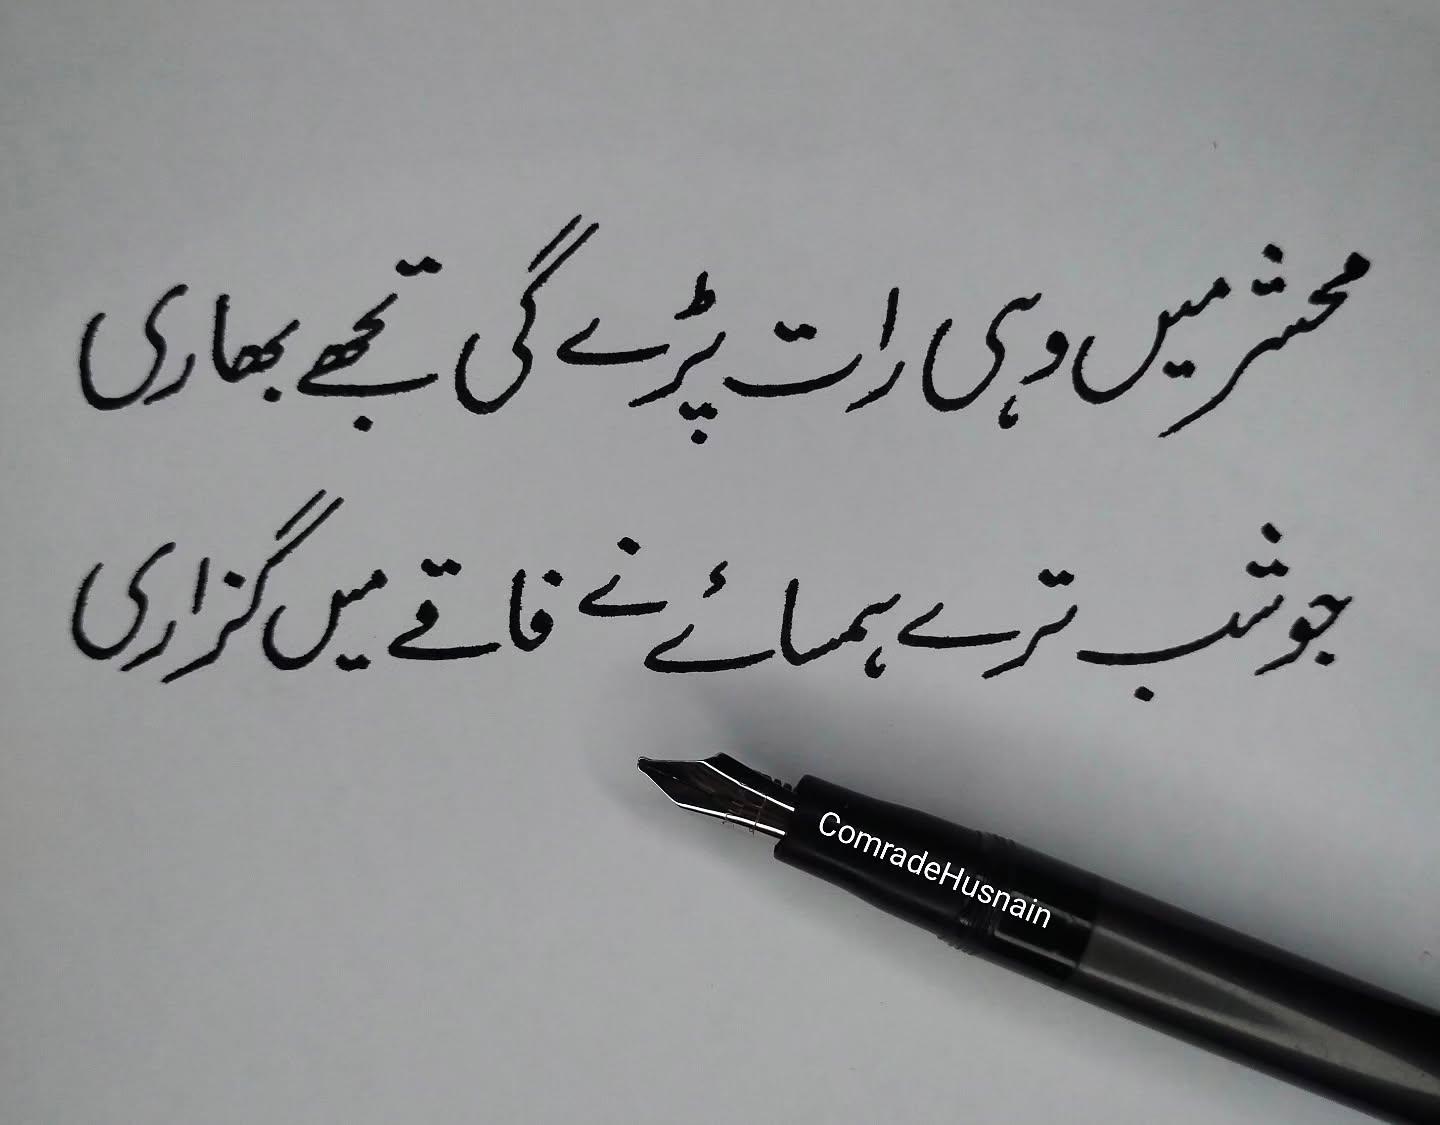 محشر میں وہی رات پڑے گی تجھے بھاری
جو شب ترے ہمسائے نے فاقے میں گزاری
ComradeHusnain